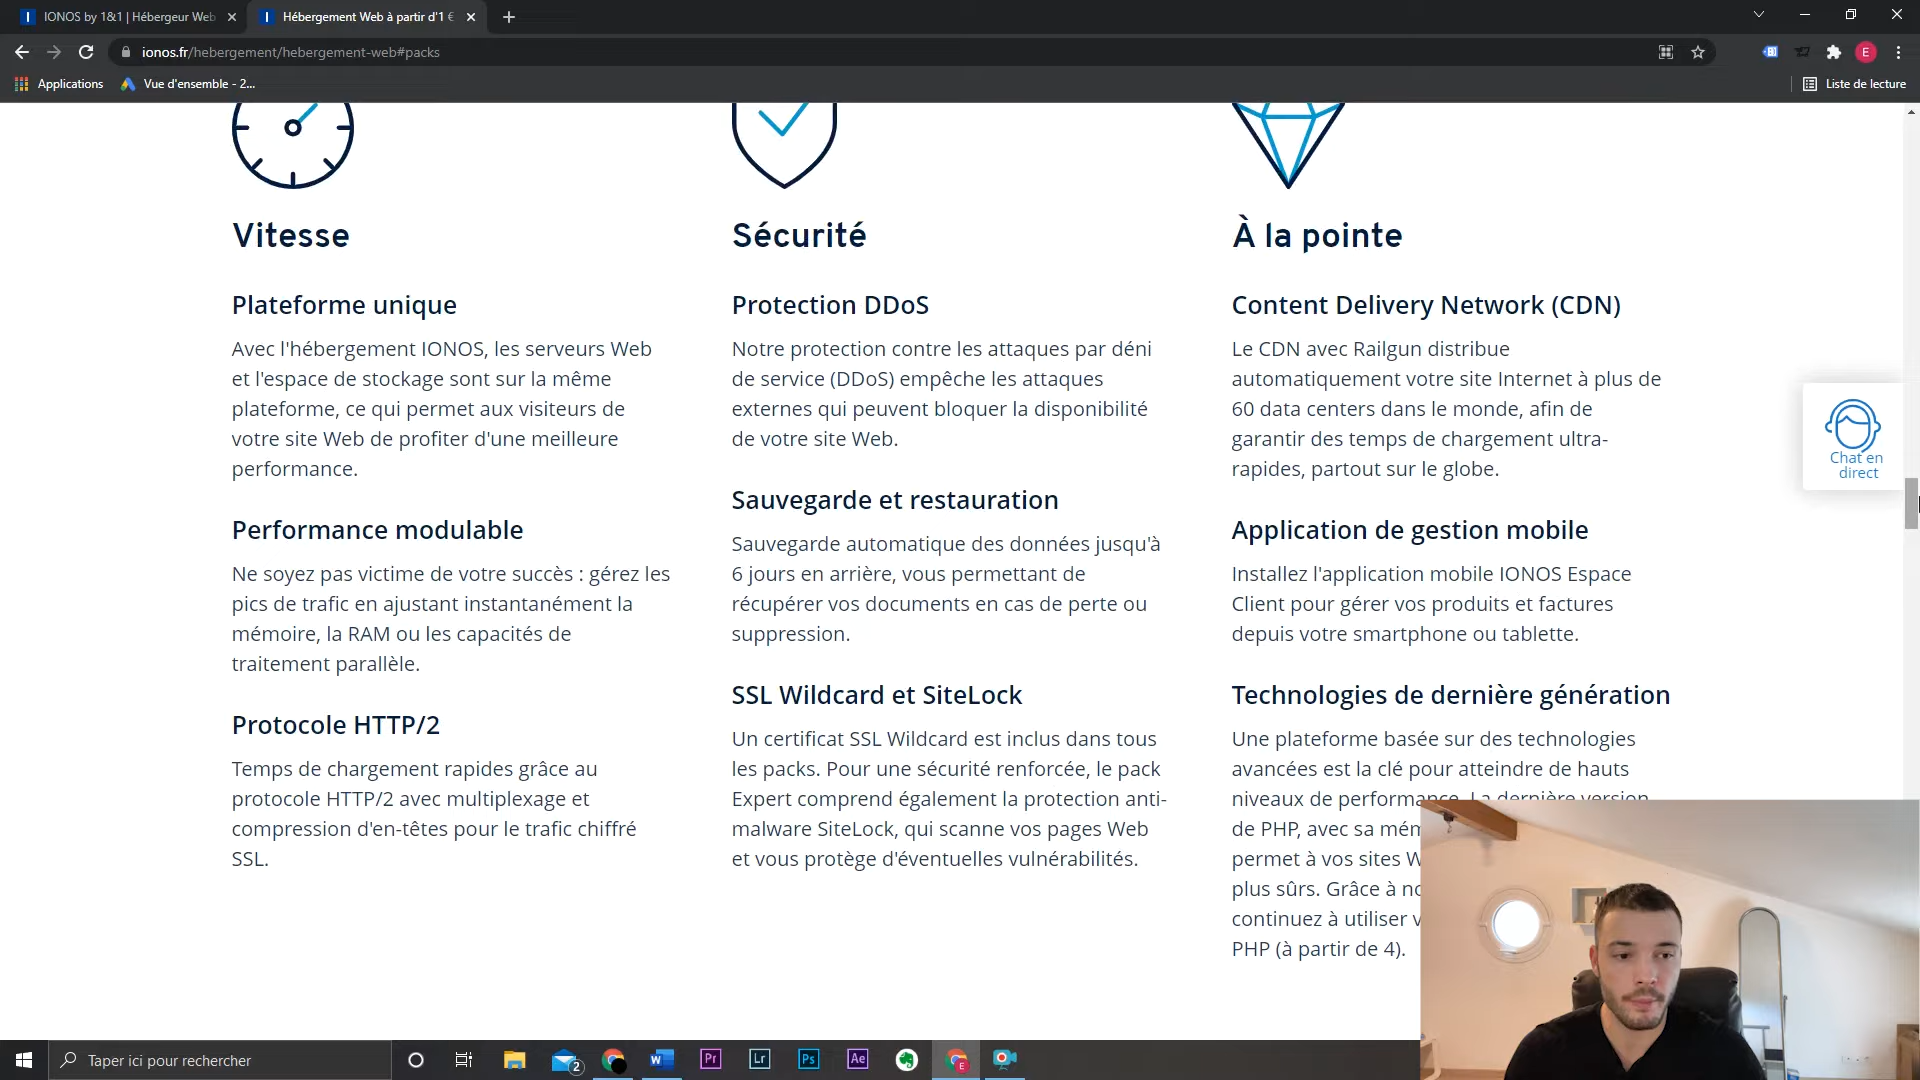 IONOS by 1&1 | Hébergeur Web
Hébergement Web à partir d'1 €
ionos.fr/hebergement/hebergement-web#packs
E
Applications
Vue d'ensemble - 2...
Liste de lecture
Vitesse
Plateforme unique
Avec l'hébergement IONOS, les serveurs Web
et l'espace de stockage sont sur la même
plateforme, ce qui permet aux visiteurs de
votre site Web de profiter d'une meilleure
performance.
Performance modulable
Ne soyez pas victime de votre succès : gérez les
pics de trafic en ajustant instantanément la
mémoire, la RAM ou les capacités de
traitement parallèle.
Protocole HTTP/2
Temps de chargement rapides grâce au
protocole HTTP/2 avec multiplexage et
compression d'en-têtes pour le trafic chiffré
SSL.
Sécurité
Protection DDoS
Notre protection contre les attaques par déni
de service (DDoS) empêche les attaques
externes qui peuvent bloquer la disponibilité
de votre site Web.
Sauvegarde et restauration
Sauvegarde automatique des données jusqu'à
6 jours en arrière, vous permettant de
récupérer vos documents en cas de perte ou
suppression.
SSL Wildcard et SiteLock
Un certificat SSL Wildcard est inclus dans tous
les packs. Pour une sécurité renforcée, le pack
Expert comprend également la protection anti-
malware SiteLock, qui scanne vos pages Web
et vous protège d'éventuelles vulnérabilités.
À la pointe
Content Delivery Network (CDN)
Le CDN avec Railgun distribue
automatiquement votre site Internet à plus de
60 data centers dans le monde, afin de
garantir des temps de chargement ultra-
rapides, partout sur le globe.
Application de gestion mobile
Installez l'application mobile IONOS Espace
Client pour gérer vos produits et factures
depuis votre smartphone ou tablette.
Technologies de dernière génération
Une plateforme basée sur des technologies
avancées est la clé pour atteindre de hauts
niveaux de performance. La dernière version
de PHP, avec sa mém
permet à vos sites W
plus sûrs. Grâce à no
continuez à utiliser v
PHP (à partir de 4).
Chat en
direct
Taper ici pour rechercher
2
W
Pr
Lr
Ps
Ae
E